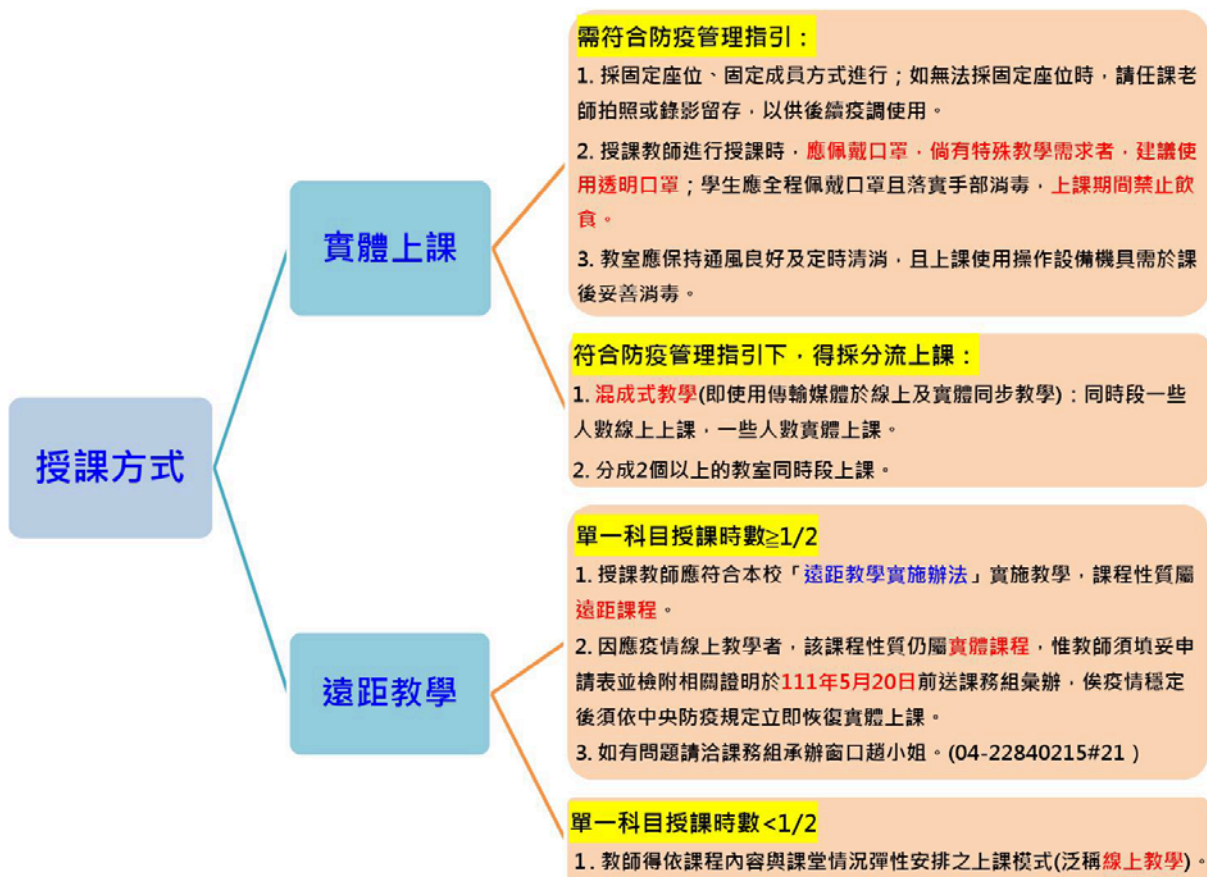 授課方式
實體上課
需符合防疫管理指引：
1. 採固定座位、固定成員方式進行；如無法採固定座位時，請任課老
師拍照或錄影留存，以供後續疫調使用。
2. 授課教師進行授課時，應佩戴口罩，倘有特殊教學需求者，建議使
用透明口罩；學生應全程佩戴口罩且落實手部消毒，上課期間禁止飲
食。
3. 教室應保持通風良好及定時清消，且上課使用操作設備機具需於課
後妥善消毒。
符合防疫管理指引下，得採分流上課：
1. 混成式教學(即使用傳輸媒體於線上及實體同步教學)：同時段一些
人數線上上課，一些人數實體上課。
2. 分成2個以上的教室同時段上課。
遠距教學
單一科目授課時數≧1/2
1. 授課教師應符合本校「遠距教學實施辦法」實施教學，課程性質屬
遠距課程。
2. 因應疫情線上教學者，該課程性質仍屬實體課程，惟教師須填妥申
請表並檢附相關證明於111年5月20日前送課務組彙辦，俟疫情穩定
後須依中央防疫規定立即恢復實體上課。
3. 如有問題請洽課務組承辦窗口趙小姐。(04-22840215#21 )
單一科目授課時數<1/2
1. 教師得依課程內容與課堂情況彈性安排之上課模式(泛稱線上教學)。